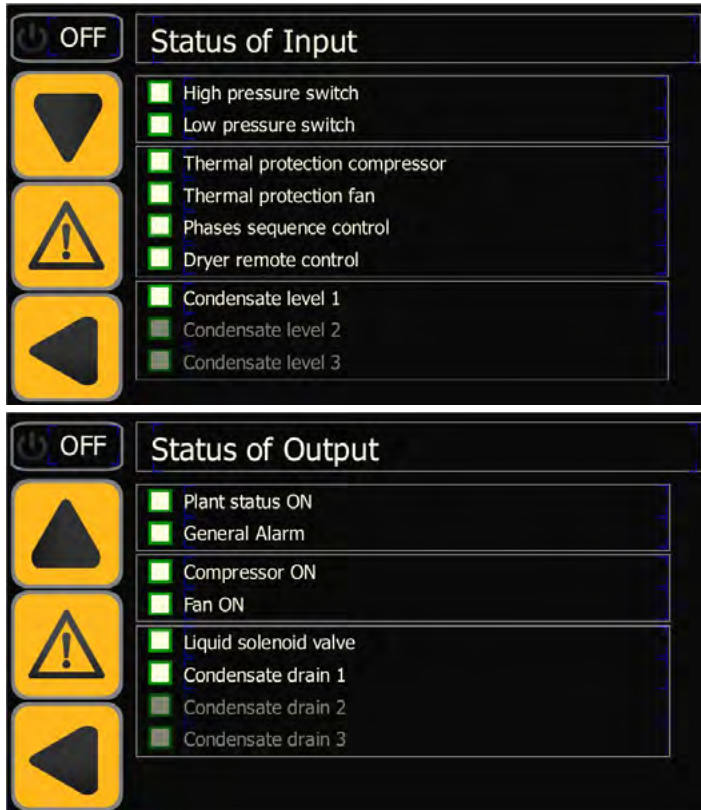 OFF
Status of Input
High pressure switch
Low pressure switch
Thermal protection compressor
Thermal protection fan
Phases sequence control
Dryer remote control
Condensate level 1
Condensate level 2
Condensate level 3
OFF
Status of Output
Plant status ON
General Alarm
Compressor ON
Fan ON
Liquid solenoid valve
Condensate drain 1
Condensate drain 2
Condensate drain 3